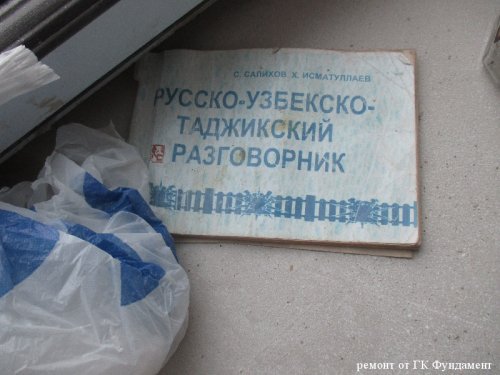 С. САЛИХОВ Х. ИСМАТУЛЛАЕВ
РУССКО-УЗБЕКСКО-
ТАДЖИКСКИЙ
РАЗГОВОРНИК
ремонт от ГК Фундамент